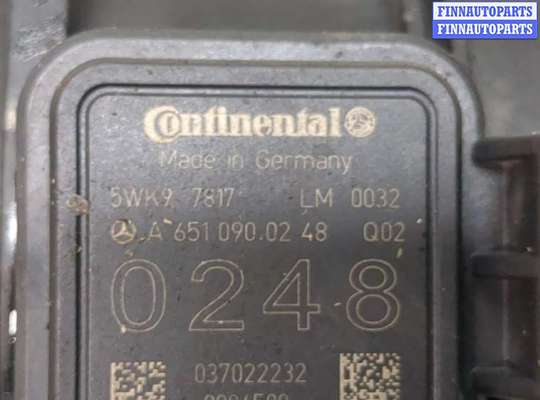 FINNAUTOPARTS
FINNAUTOPARTS
Continental
Made in Germany
5WK9 7817 LM 0032
A 651 090.02 48 Q02
0248
037022232